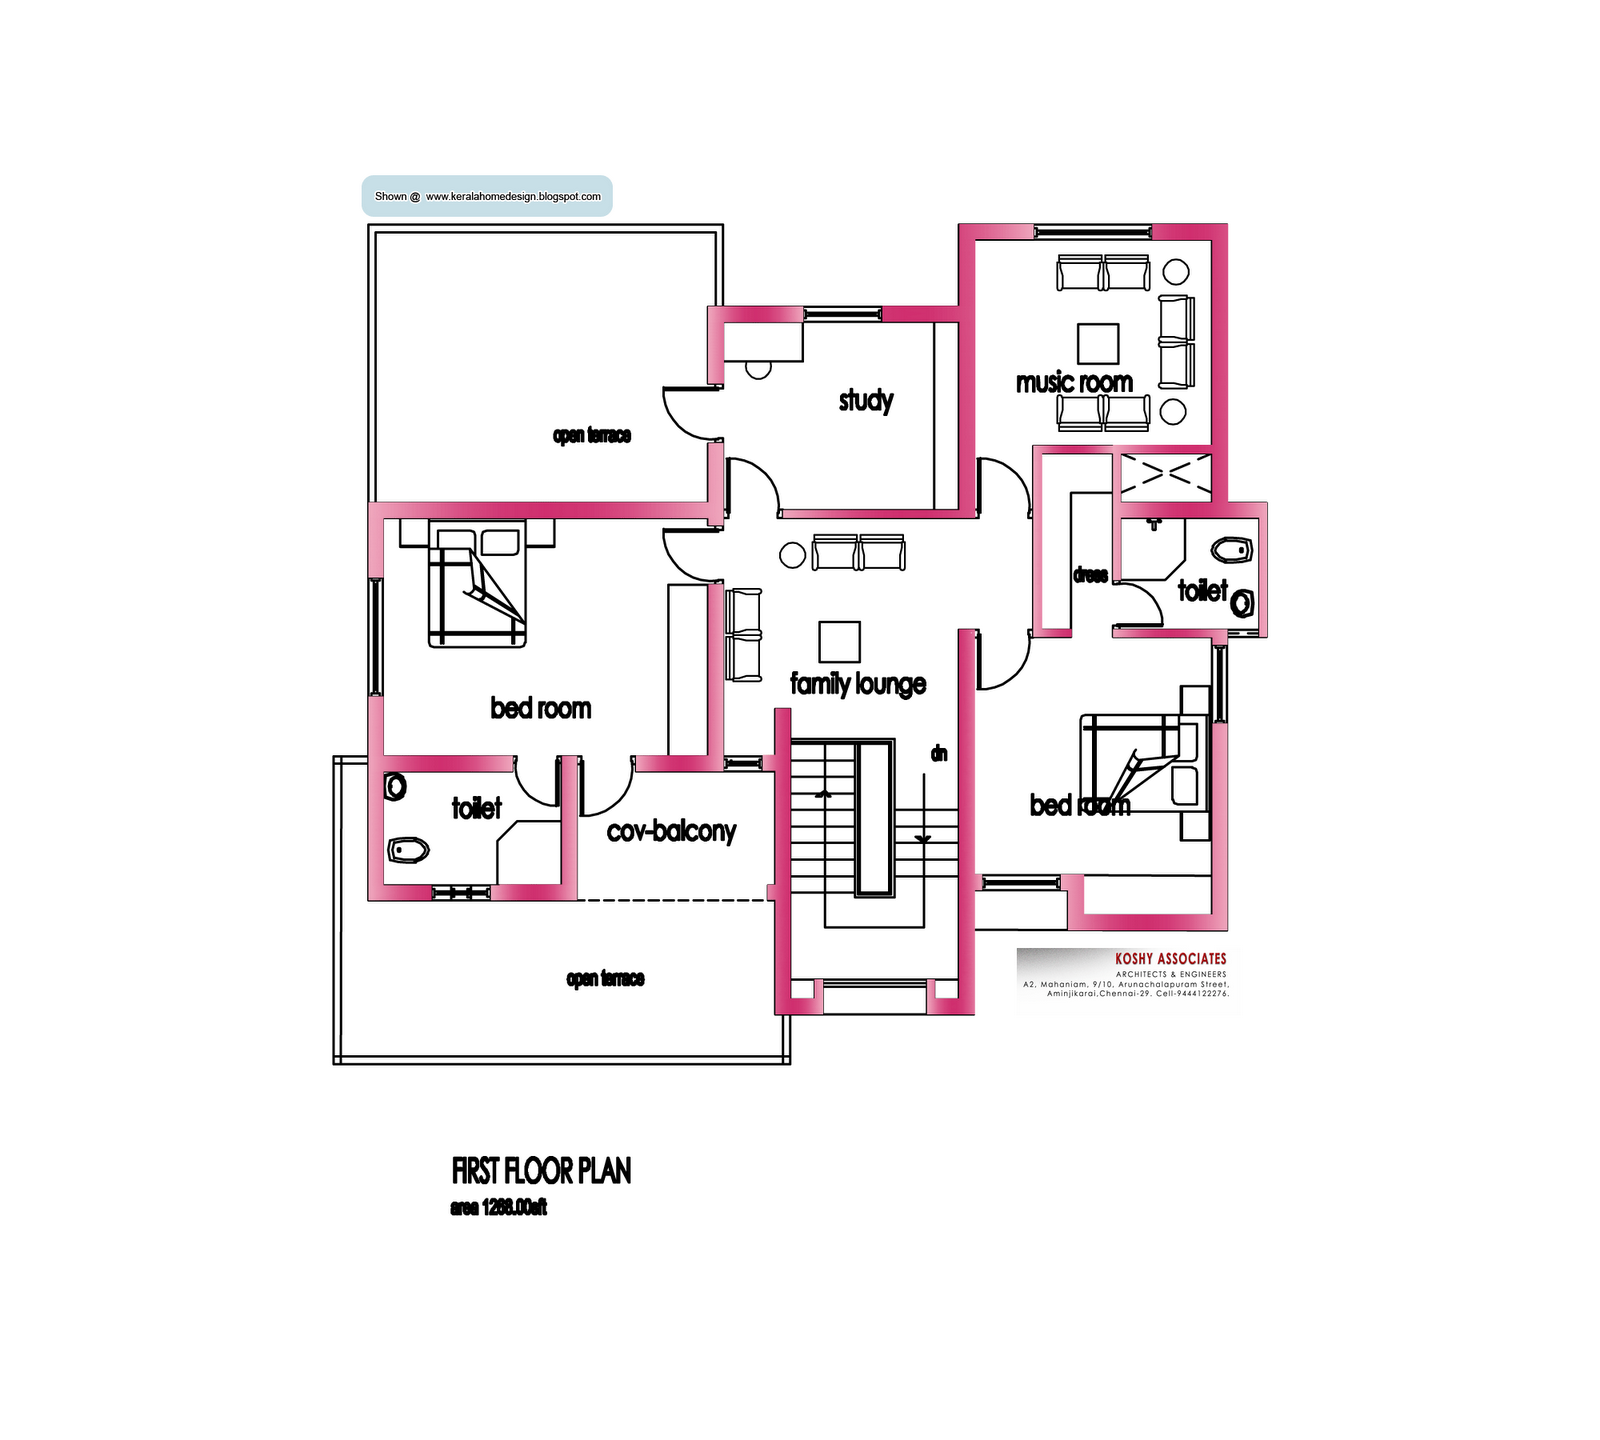 Shown @ www.keralahomedesign.blogspot.com
music room
study
open terrace
dress
toilet
family lounge
bed room
dn
bed room
toilet
cov-balcony
open terrace
KOSHY ASSOCIATES
ARCHITECTS & ENGINEERS
A2, Mahaniam, 9/10, Arunachalapuram Street,
Aminjikarai,Chennai-29. Cell-9444122276.
FIRST FLOOR PLAN
area 1268.00sft